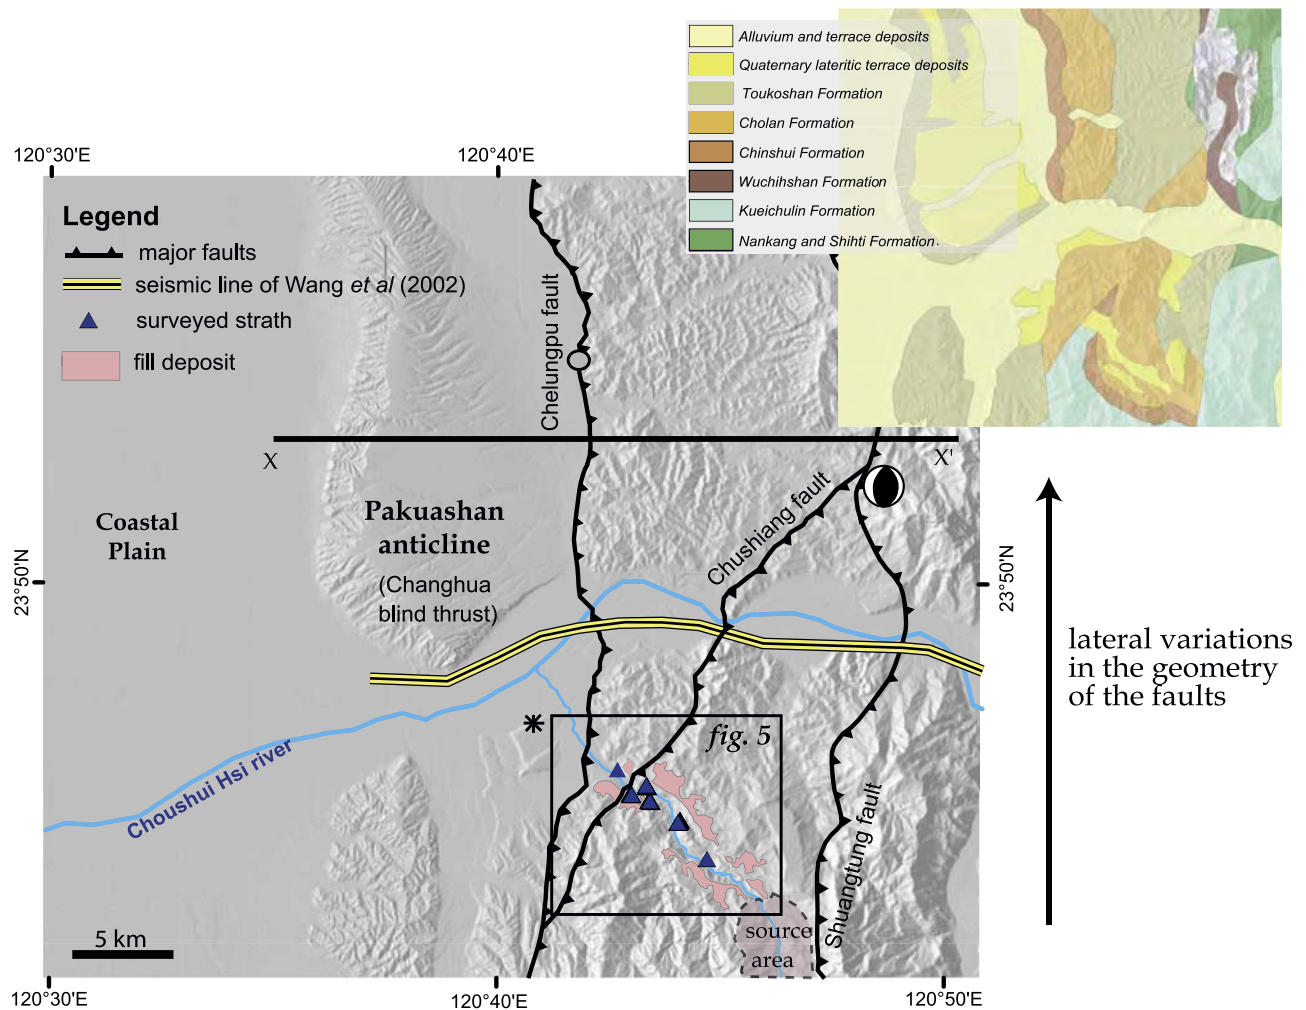 Alluvium and terrace deposits
Quaternary lateritic terrace deposits
Toukoshan Formation
Cholan Formation
Chinshui Formation
Wuchihshan Formation
Kueichulin Formation
Nankang and Shihti Formation.
120°30'E
120°40'E
Legend
major faults
seismic line of Wang et al (2002)
surveyed strath
fill deposit
Chelungpu fault
X
X'
Coastal
Plain
Pakuashan
anticline
(Changhua
blind thrust)
Chushiang fault
23°50'N
23°50'N
lateral variations
in the geometry
of the faults
*
fig. 5
Choushui Hsi river
Shuangtung fault
source
area
5 km
120°30'E
120°40'E
120°50'E